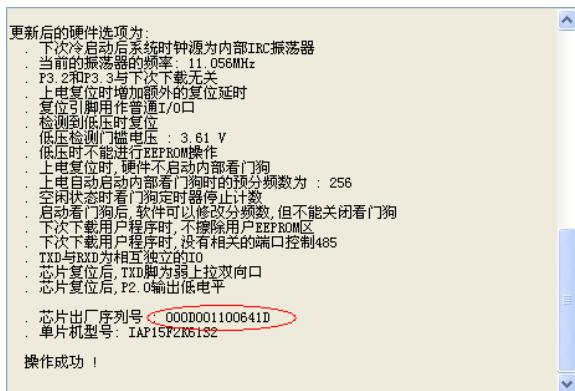 更新后的硬件选项为:
. 下次冷启动后系统时钟源为内部IRC振荡器
. 当前的振荡器的频率: 11.056MHz
. P3.2和P3.3与下次下载无关
. 上电复位时增加额外的复位延时
. 复位引脚用作普通I/O口
. 检测到低压时复位
. 低压检测门槛电压 : 3.61 V
. 低压时不能进行EEPROM操作
. 上电复位时,硬件不启动内部看门狗
. 上电自动启动内部看门狗时的预分频数为 : 256
. 空闲状态时看门狗定时器停止计数
. 启动看门狗后,软件可以修改分频数,但不能关闭看门狗
. 下次下载用户程序时,不擦除用户EEPROM区
. 下次下载用户程序时,没有相关的端口控制485
. TXD与RXD为相互独立的IO
. 芯片复位后,TXD脚为弱上拉双向口
. 芯片复位后,P2.0输出低电平
. 芯片出厂序列号 : 000D001100641D
. 单片机型号: IAP15F2K61S2
操作成功 !